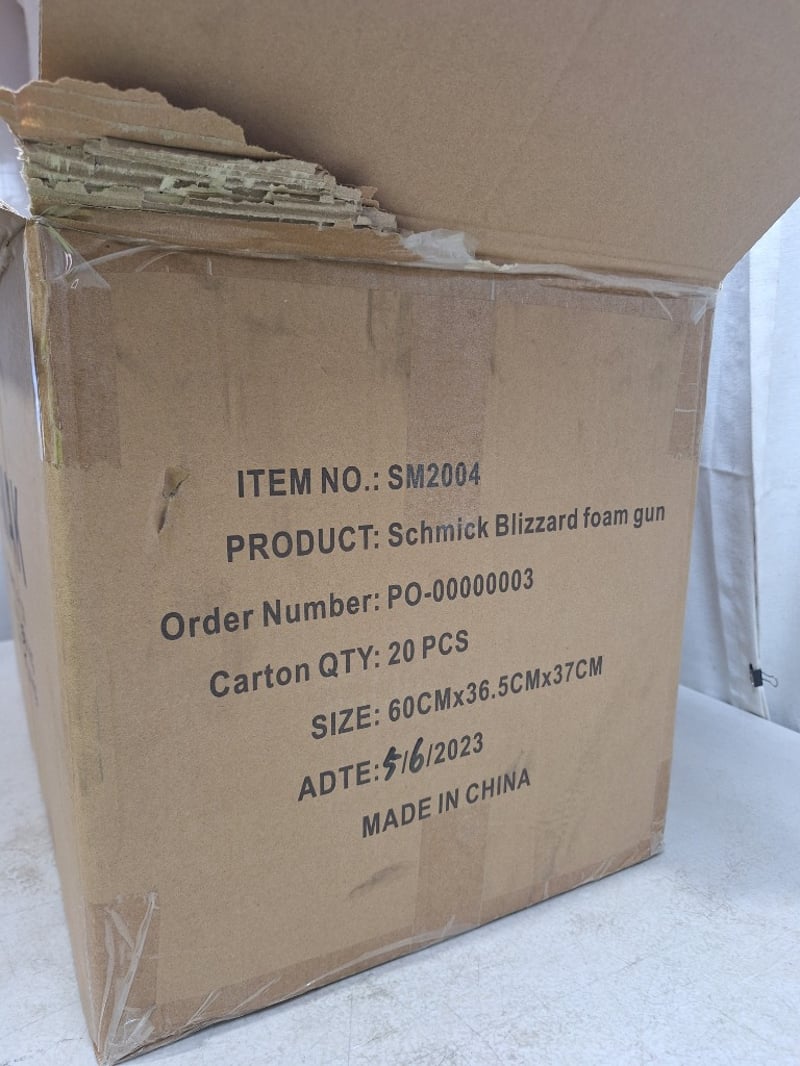 ITEM NO.: SM2004
PRODUCT: Schmick Blizzard foam gun
Order Number: PO-00000003
Carton QTY: 20 PCS
SIZE: 60CMx36.5CMx37CM
ADTE:5/6/2023
MADE IN CHINA